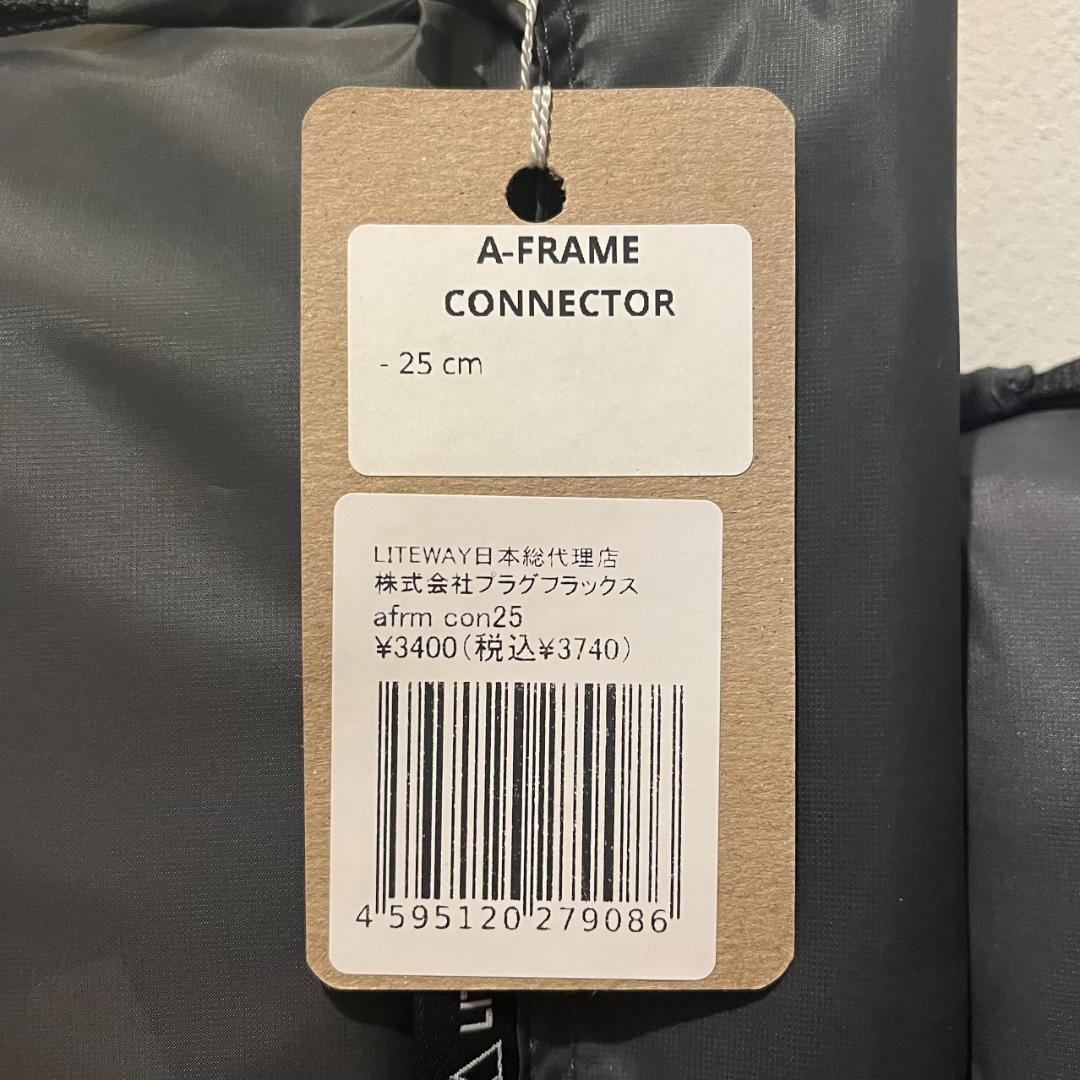 A-FRAME
CONNECTOR
- 25 cm
LITEWAY日本総代理店
株式会社プラグフラックス
afrm con25
¥3400(税込¥3740)
4 595120 279086